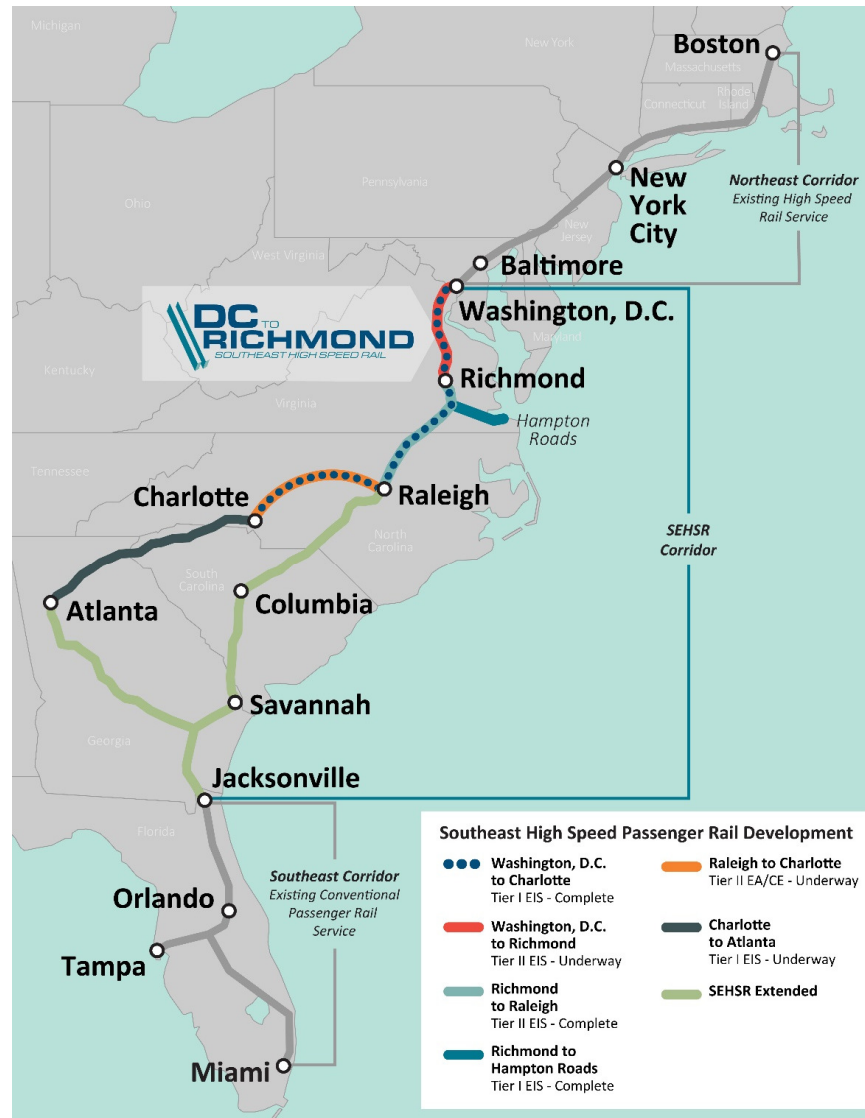 Michigan
New York
Boston
Massachusetts
Connecticut
Rhode
Island
New
York
City
Northeast Corridor
Existing High Speed
Rail Service
Pennsylvania
Ohio
New
Jersey
West Virginia
Baltimore
Washington, D.C.
Maryland
DC TO
RICHMOND
SOUTHEAST HIGH SPEED RAIL
Kentucky
Richmond
Virginia
Hampton
Roads
Tennessee
Charlotte
Raleigh
North
Carolina
SEHSR
Corridor
South
Carolina
Columbia
Atlanta
Savannah
Georgia
Jacksonville
Florida
Southeast Corridor
Existing Conventional
Passenger Rail
Service
Orlando
Tampa
Miami
Southeast High Speed Passenger Rail Development
Washington, D.C.
to Charlotte
Tier I EIS - Complete
Washington, D.C.
to Richmond
Tier II EIS - Underway
Richmond
to Raleigh
Tier II EIS - Complete
Richmond to
Hampton Roads
Tier I EIS - Complete
Raleigh to Charlotte
Tier II EA/CE - Underway
Charlotte
to Atlanta
Tier I EIS - Underway
SEHSR Extended